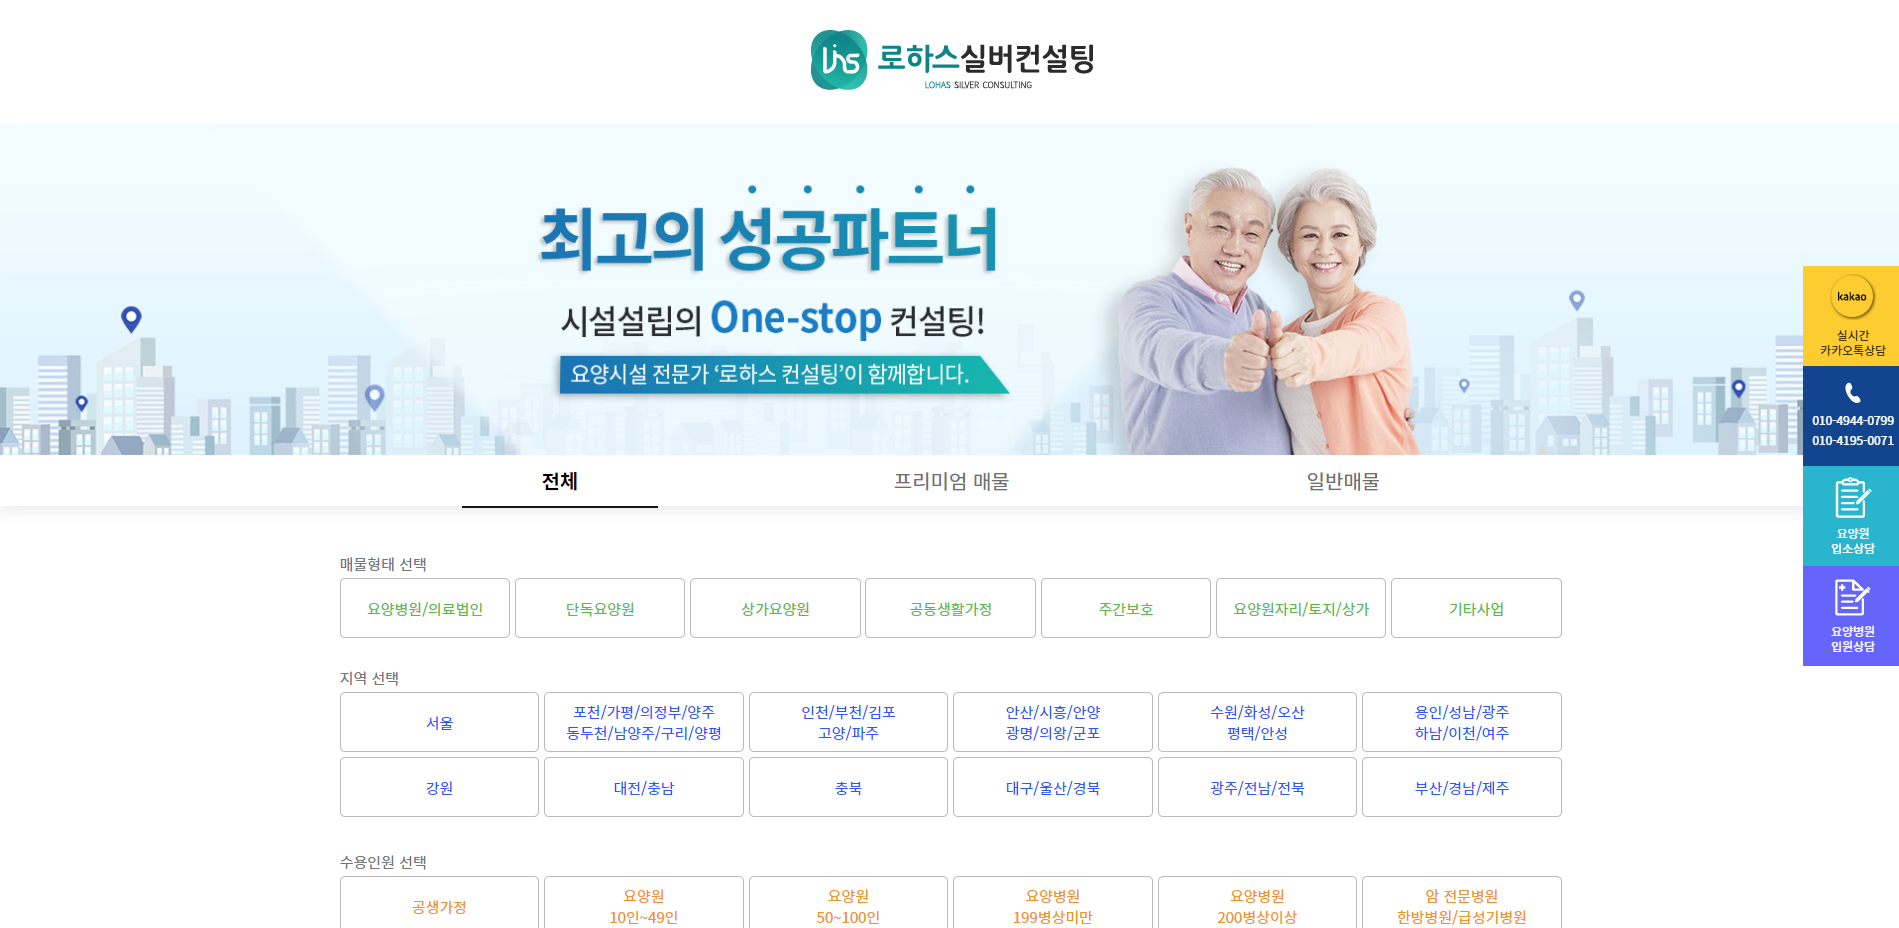 lhs 로하스실버컨설팅
LOHAS SILVER CONSULTING
최고의 성공파트너
시설설립의 One-stop 컨설팅!
요양시설 전문가 ‘로하스 컨설팅’이 함께합니다.
kakao
실시간
카카오톡상담
010-4944-0799
010-4195-0071
요양원
입소상담
요양병원
입원상담
전체
프리미엄 매물
일반매물
매물형태 선택
요양병원/의료법인
단독요양원
상가요양원
공동생활가정
주간보호
요양원자리/토지/상가
기타사업
지역 선택
서울
포천/가평/의정부/양주
동두천/남양주/구리/양평
인천/부천/김포
고양/파주
안산/시흥/안양
광명/의왕/군포
수원/화성/오산
평택/안성
용인/성남/광주
하남/이천/여주
강원
대전/충남
충북
대구/울산/경북
광주/전남/전북
부산/경남/제주
수용인원 선택
공생가정
요양원
10인~49인
요양원
50~100인
요양병원
199병상미만
요양병원
200병상이상
암 전문병원
한방병원/급성기병원